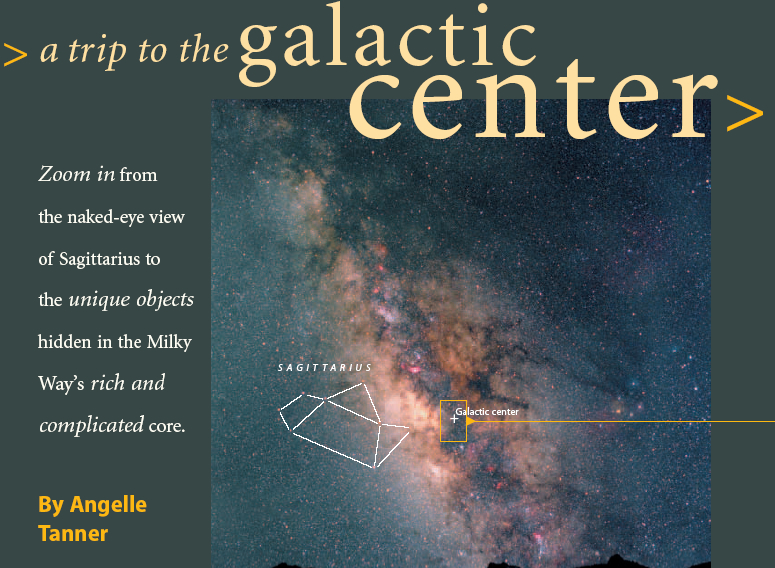 > a trip to the galactic
center >
Zoom in from
the naked-eye view
of Sagittarius to
the unique objects
hidden in the Milky
Way’s rich and
complicated core.
SAGITTARIUS
Galactic center
By Angelle
Tanner